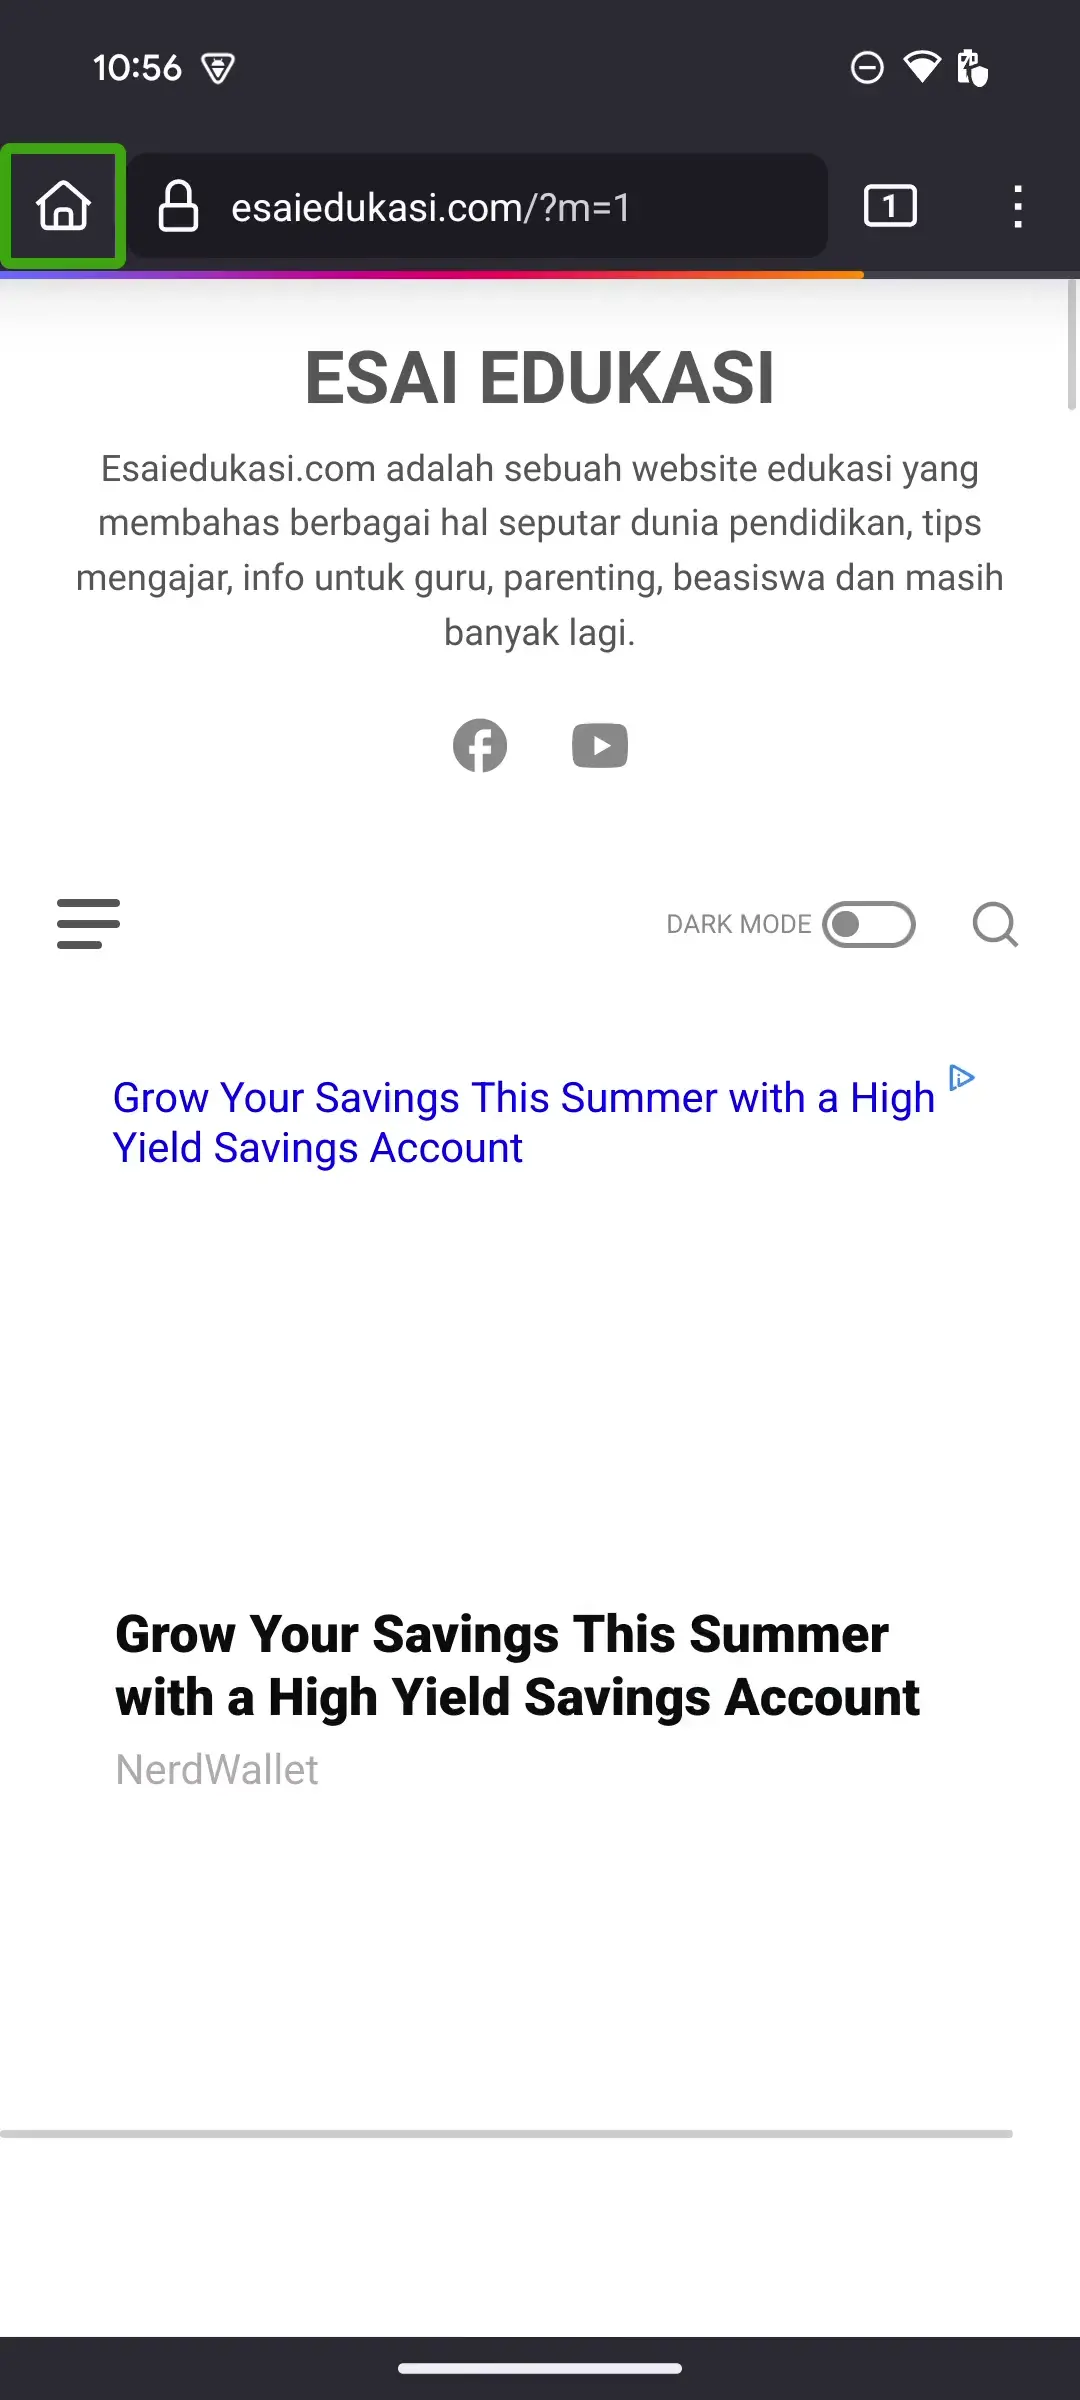 10:56
esaiedukasi.com/?m=1
1
ESAI EDUKASI
Esaiedukasi.com adalah sebuah website edukasi yang
membahas berbagai hal seputar dunia pendidikan, tips
mengajar, info untuk guru, parenting, beasiswa dan masih
banyak lagi.
DARK MODE
Grow Your Savings This Summer with a High
Yield Savings Account
Grow Your Savings This Summer
with a High Yield Savings Account
NerdWallet